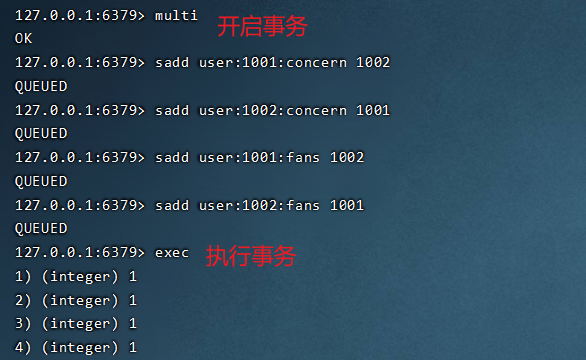 127.0.0.1:6379> multi 开启事务
OK
127.0.0.1:6379> sadd user:1001:concern 1002
QUEUED
127.0.0.1:6379> sadd user:1002:concern 1001
QUEUED
127.0.0.1:6379> sadd user:1001:fans 1002
QUEUED
127.0.0.1:6379> sadd user:1002:fans 1001
QUEUED
127.0.0.1:6379> exec 执行事务
1) (integer) 1
2) (integer) 1
3) (integer) 1
4) (integer) 1